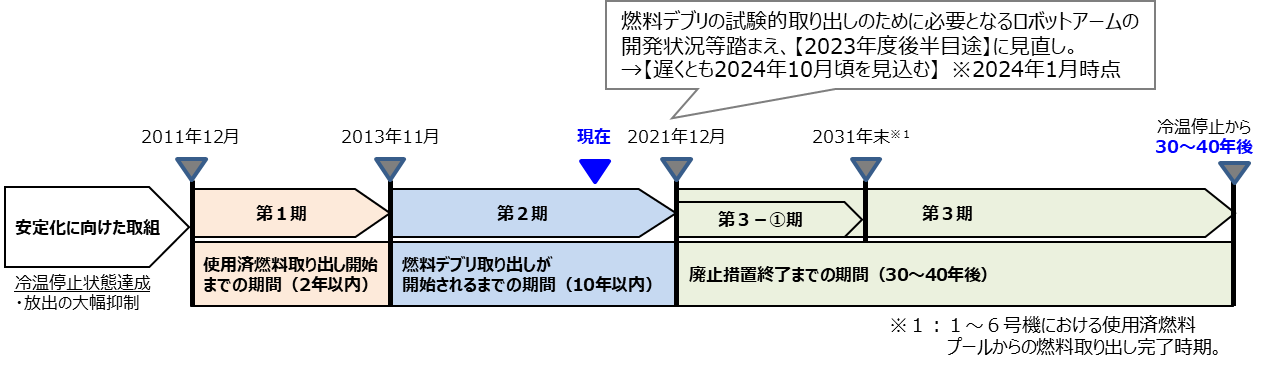 燃料デブリの試験的取り出しのために必要となるロボットアームの
開発状況等踏まえ、【2023年度後半目途】に見直し。
→【遅くとも2024年10月頃を見込む】 ※2024年1月時点
2011年12月
2013年11月
現在
2021年12月
2031年末※1
冷温停止から
30～40年後
安定化に向けた取組
第１期
第２期
第３－①期
第３期
冷温停止状態達成
・放出の大幅抑制
使用済燃料取り出し開始
までの期間（2年以内）
燃料デブリ取り出しが
開始されるまでの期間（10年以内）
廃止措置終了までの期間（30～40年後）
※１：１～６号機における使用済燃料
プールからの燃料取り出し完了時期。